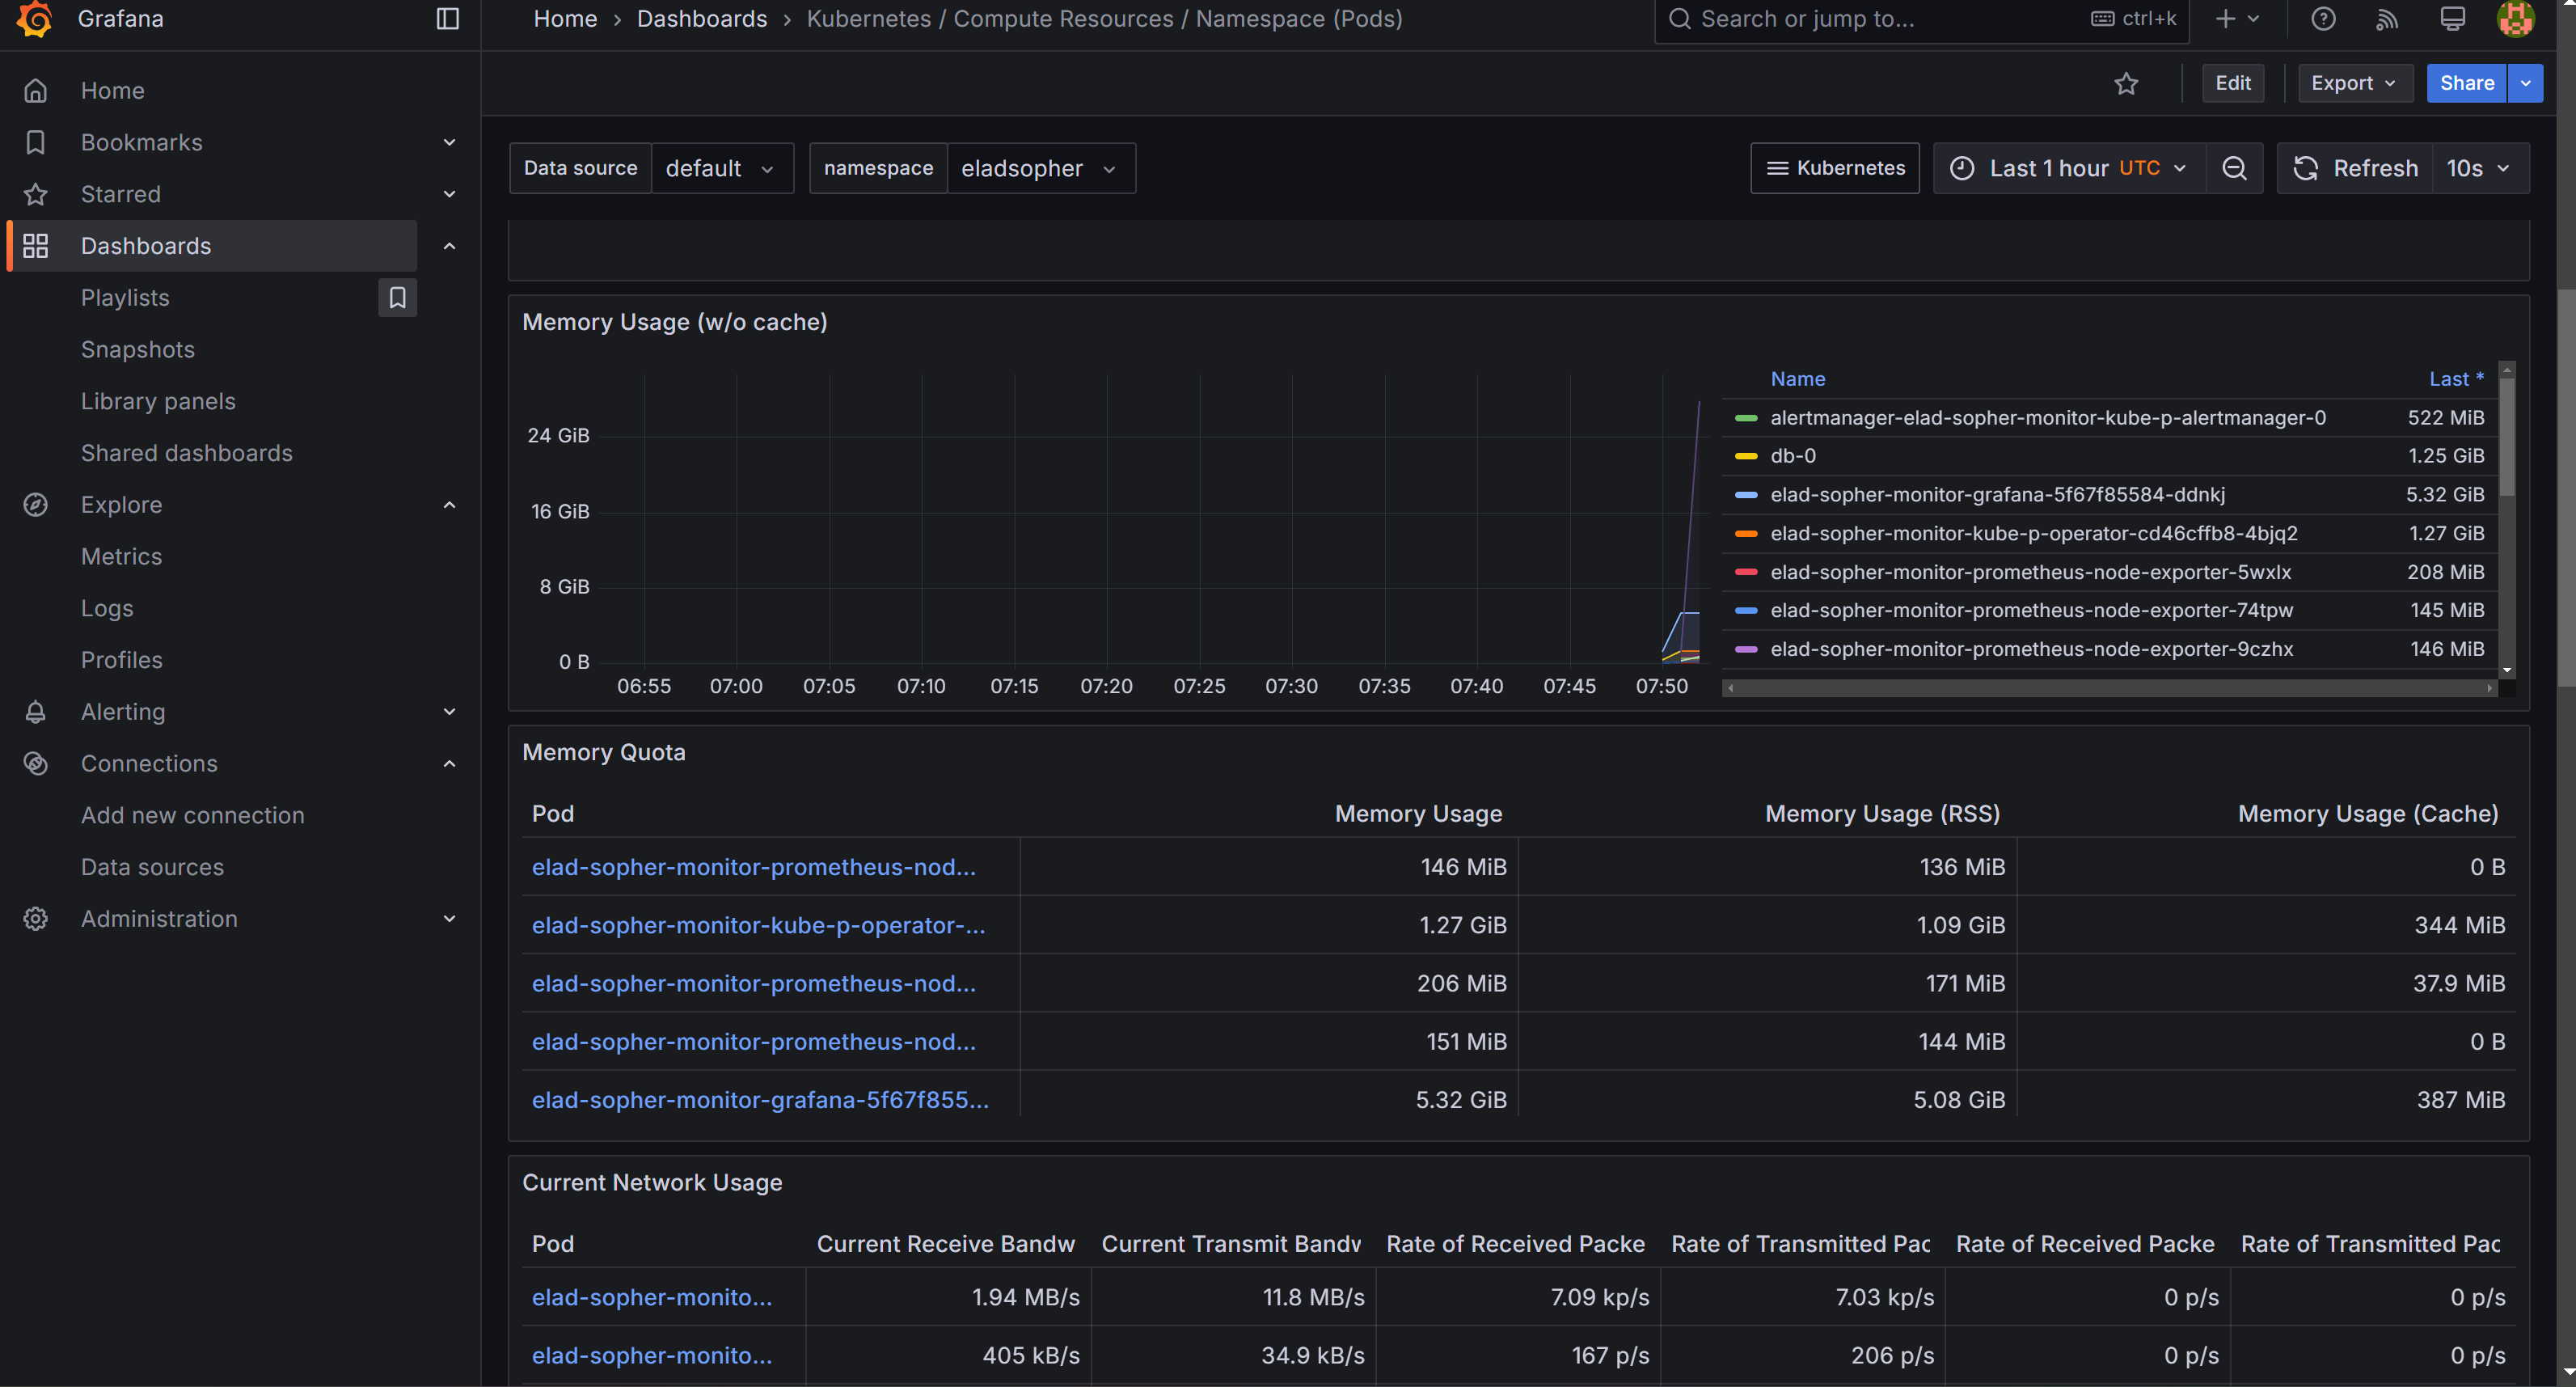 Grafana
Home › Dashboards › Kubernetes / Compute Resources / Namespace (Pods)
Search or jump to... ctrl+k
Edit Export Share
Home
Bookmarks
Starred
Dashboards
Playlists
Snapshots
Library panels
Shared dashboards
Explore
Metrics
Logs
Profiles
Alerting
Connections
Add new connection
Data sources
Administration
Data source default namespace eladsopher Kubernetes Last 1 hour UTC Refresh 10s
Memory Usage (w/o cache)
24 GiB
16 GiB
8 GiB
0 B
06:55 07:00 07:05 07:10 07:15 07:20 07:25 07:30 07:35 07:40 07:45 07:50
Name Last *
alertmanager-elad-sopher-monitor-kube-p-alertmanager-0 522 MiB
db-0 1.25 GiB
elad-sopher-monitor-grafana-5f67f85584-ddnkj 5.32 GiB
elad-sopher-monitor-kube-p-operator-cd46cffb8-4bjq2 1.27 GiB
elad-sopher-monitor-prometheus-node-exporter-5wxlx 208 MiB
elad-sopher-monitor-prometheus-node-exporter-74tpw 145 MiB
elad-sopher-monitor-prometheus-node-exporter-9czhx 146 MiB
Memory Quota
Pod Memory Usage Memory Usage (RSS) Memory Usage (Cache)
elad-sopher-monitor-prometheus-nod... 146 MiB 136 MiB 0 B
elad-sopher-monitor-kube-p-operator-... 1.27 GiB 1.09 GiB 344 MiB
elad-sopher-monitor-prometheus-nod... 206 MiB 171 MiB 37.9 MiB
elad-sopher-monitor-prometheus-nod... 151 MiB 144 MiB 0 B
elad-sopher-monitor-grafana-5f67f855... 5.32 GiB 5.08 GiB 387 MiB
Current Network Usage
Pod Current Receive Bandw Current Transmit Bandw Rate of Received Packe Rate of Transmitted Pac Rate of Received Packe Rate of Transmitted Pac
elad-sopher-monito... 1.94 MB/s 11.8 MB/s 7.09 kp/s 7.03 kp/s 0 p/s 0 p/s
elad-sopher-monito... 405 kB/s 34.9 kB/s 167 p/s 206 p/s 0 p/s 0 p/s